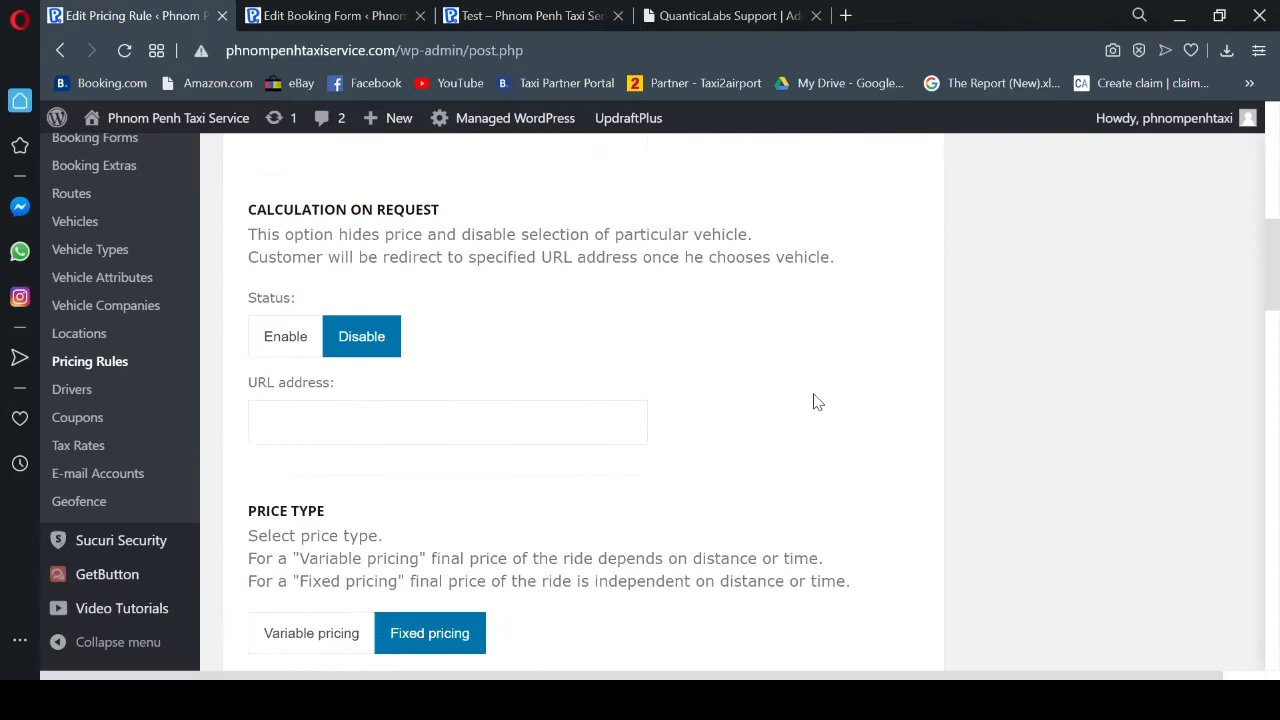 Edit Pricing Rule ‹ Phnom P
Edit Booking Form ‹ Phnom
Test – Phnom Penh Taxi Ser
QuanticaLabs Support | Ad
phnompenhtaxiservice.com/wp-admin/post.php
B. Booking.com
Amazon.com
eBay
Facebook
YouTube
B. Taxi Partner Portal
2 Partner - Taxi2airport
My Drive - Google...
The Report (New).xl...
CA Create claim | claim...
Phnom Penh Taxi Service
1
2
New
Managed WordPress
UpdraftPlus
Howdy, phnompenhtaxi
Booking Forms
Booking Extras
Routes
Vehicles
Vehicle Types
Vehicle Attributes
Vehicle Companies
Locations
Pricing Rules
Drivers
Coupons
Tax Rates
E-mail Accounts
Geofence
Sucuri Security
GetButton
Video Tutorials
Collapse menu
CALCULATION ON REQUEST
This option hides price and disable selection of particular vehicle.
Customer will be redirect to specified URL address once he chooses vehicle.
Status:
Enable
Disable
URL address:
PRICE TYPE
Select price type.
For a "Variable pricing" final price of the ride depends on distance or time.
For a "Fixed pricing" final price of the ride is independent on distance or time.
Variable pricing
Fixed pricing